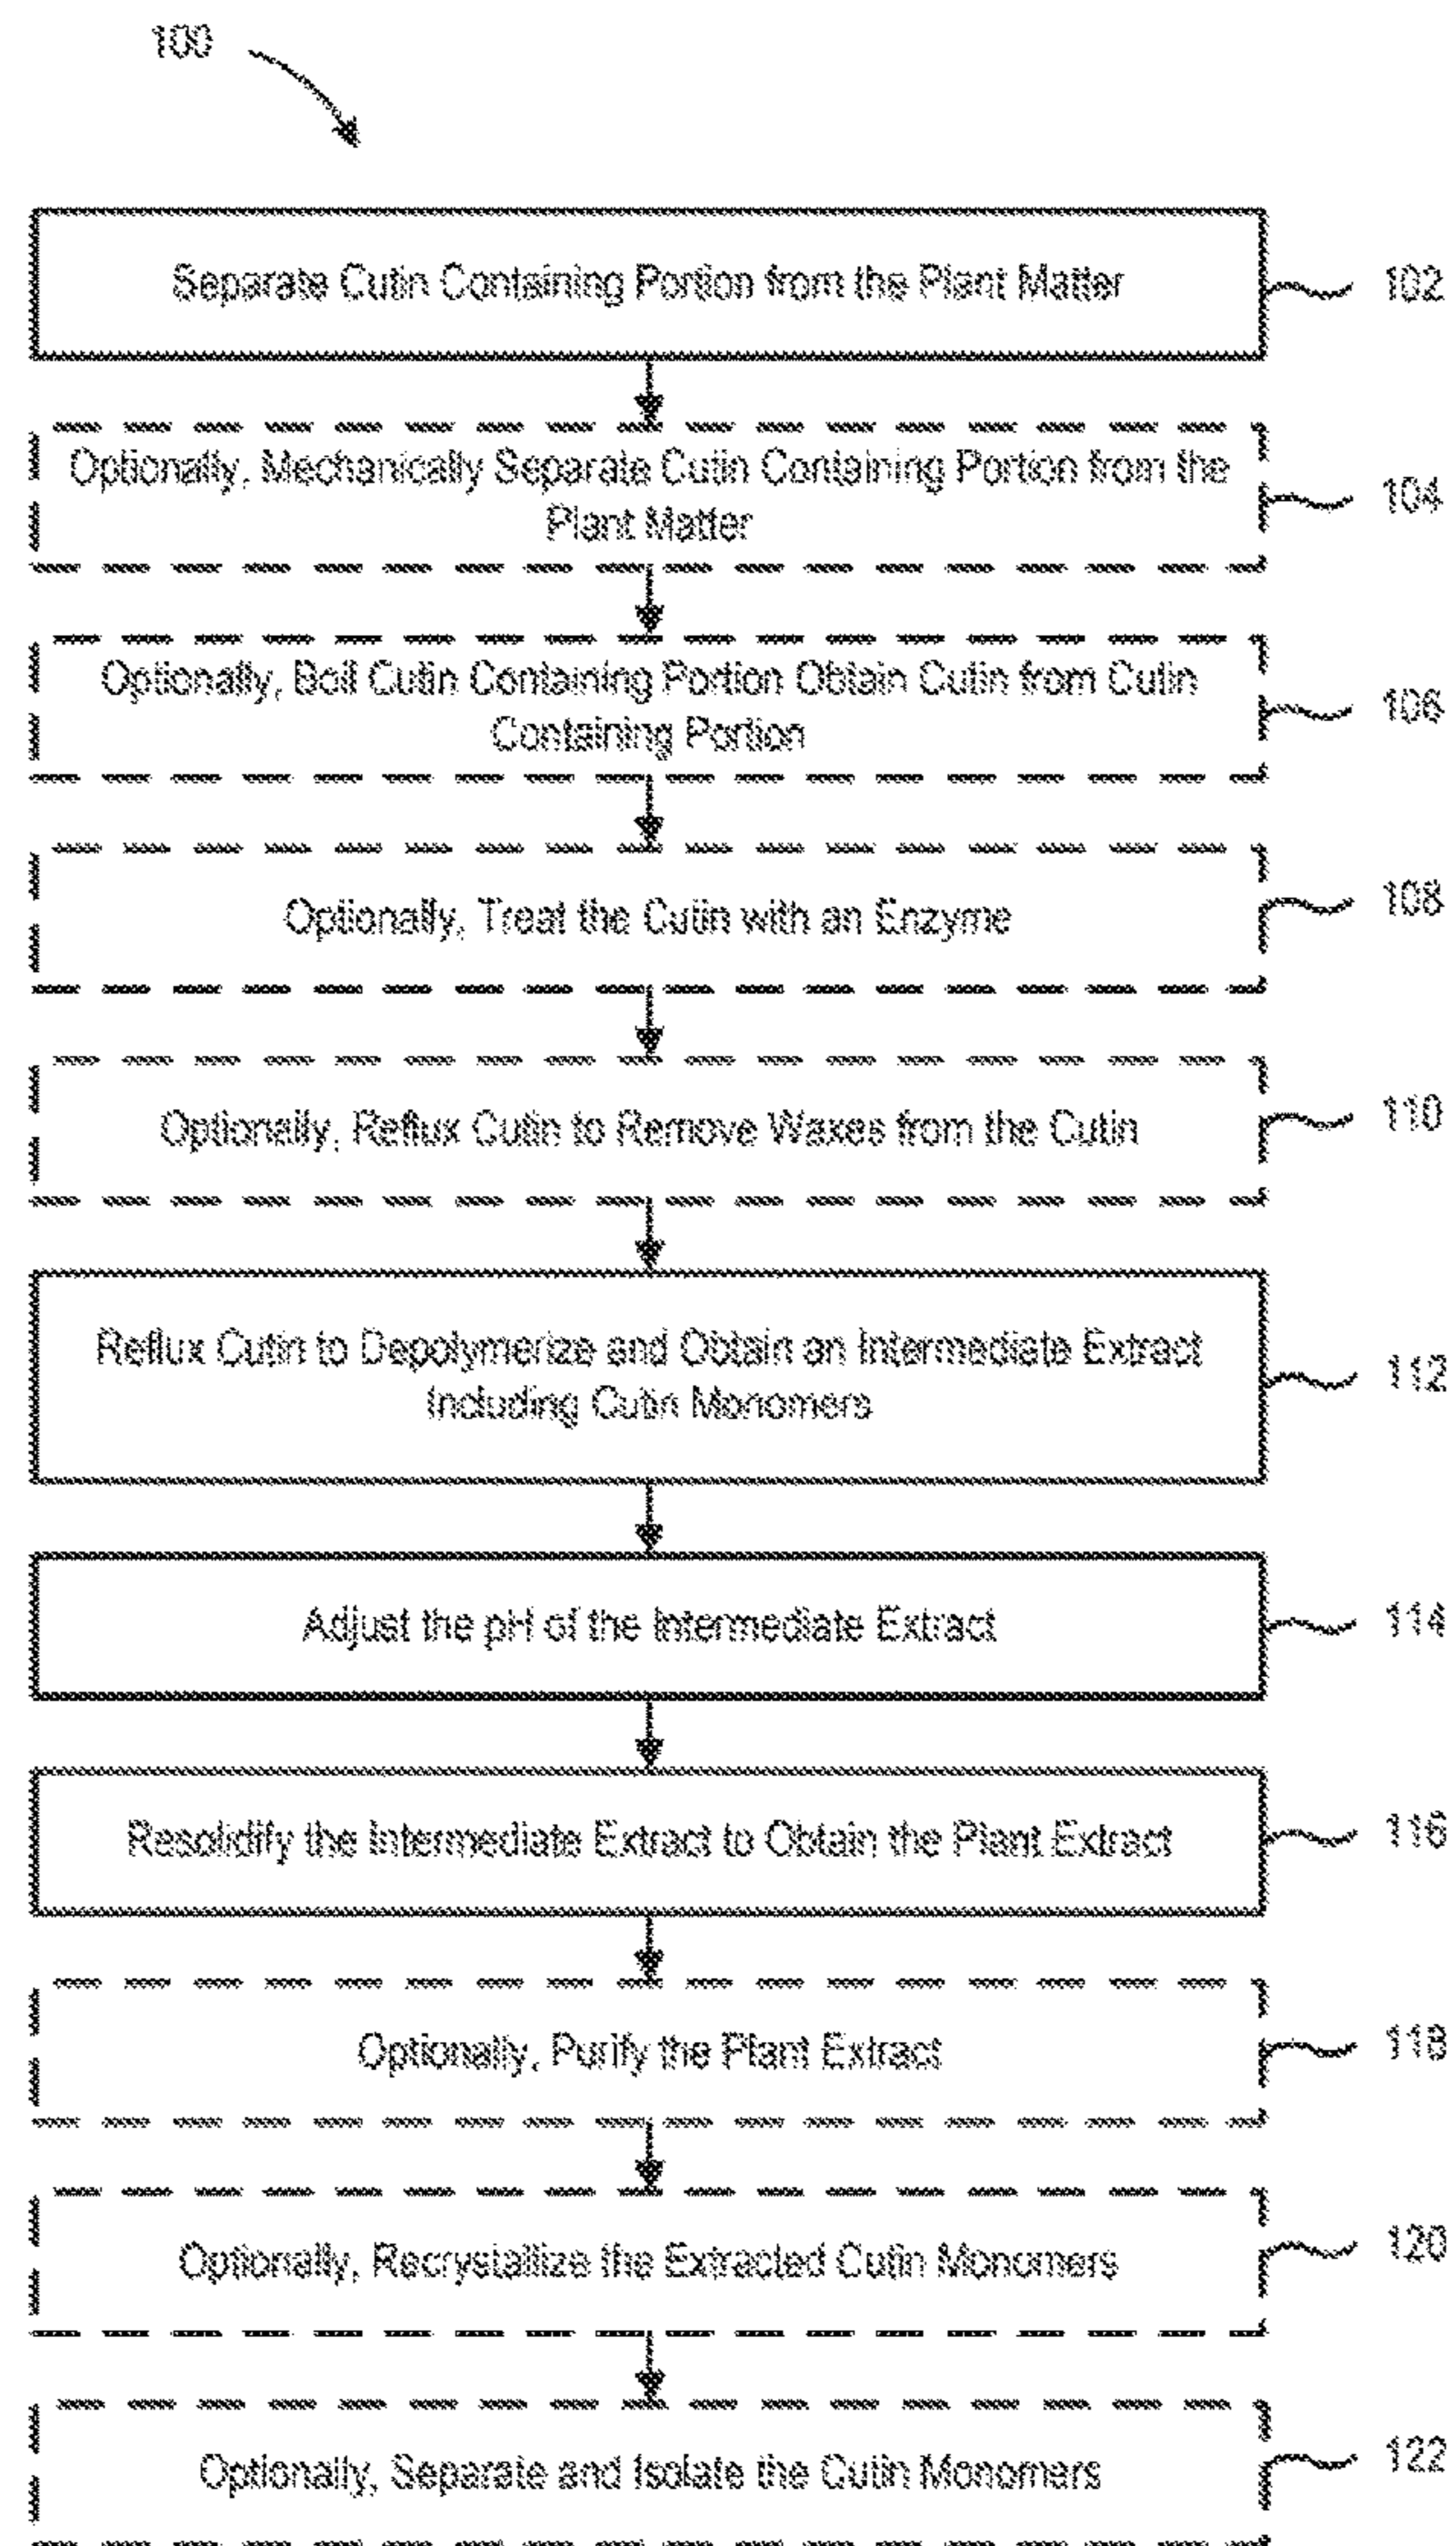 100
Separate Cutin Containing Portion from the Plant Matter
102
Optionally, Mechanically Separate Cutin Containing Portion from the
Plant Matter
104
Optionally, Boil Cutin Containing Portion Obtain Cutin from Cutin
Containing Portion
106
Optionally, Treat the Cutin with an Enzyme
108
Optionally, Reflux Cutin to Remove Waxes from the Cutin
110
Reflux Cutin to Depolymerize and Obtain an Intermediate Extract
Including Cutin Monomers
112
Adjust the pH of the Intermediate Extract
114
Resolidify the Intermediate Extract to Obtain the Plant Extract
116
Optionally, Purify the Plant Extract
118
Optionally, Recrystallize the Extracted Cutin Monomers
120
Optionally, Separate and Isolate the Cutin Monomers
122